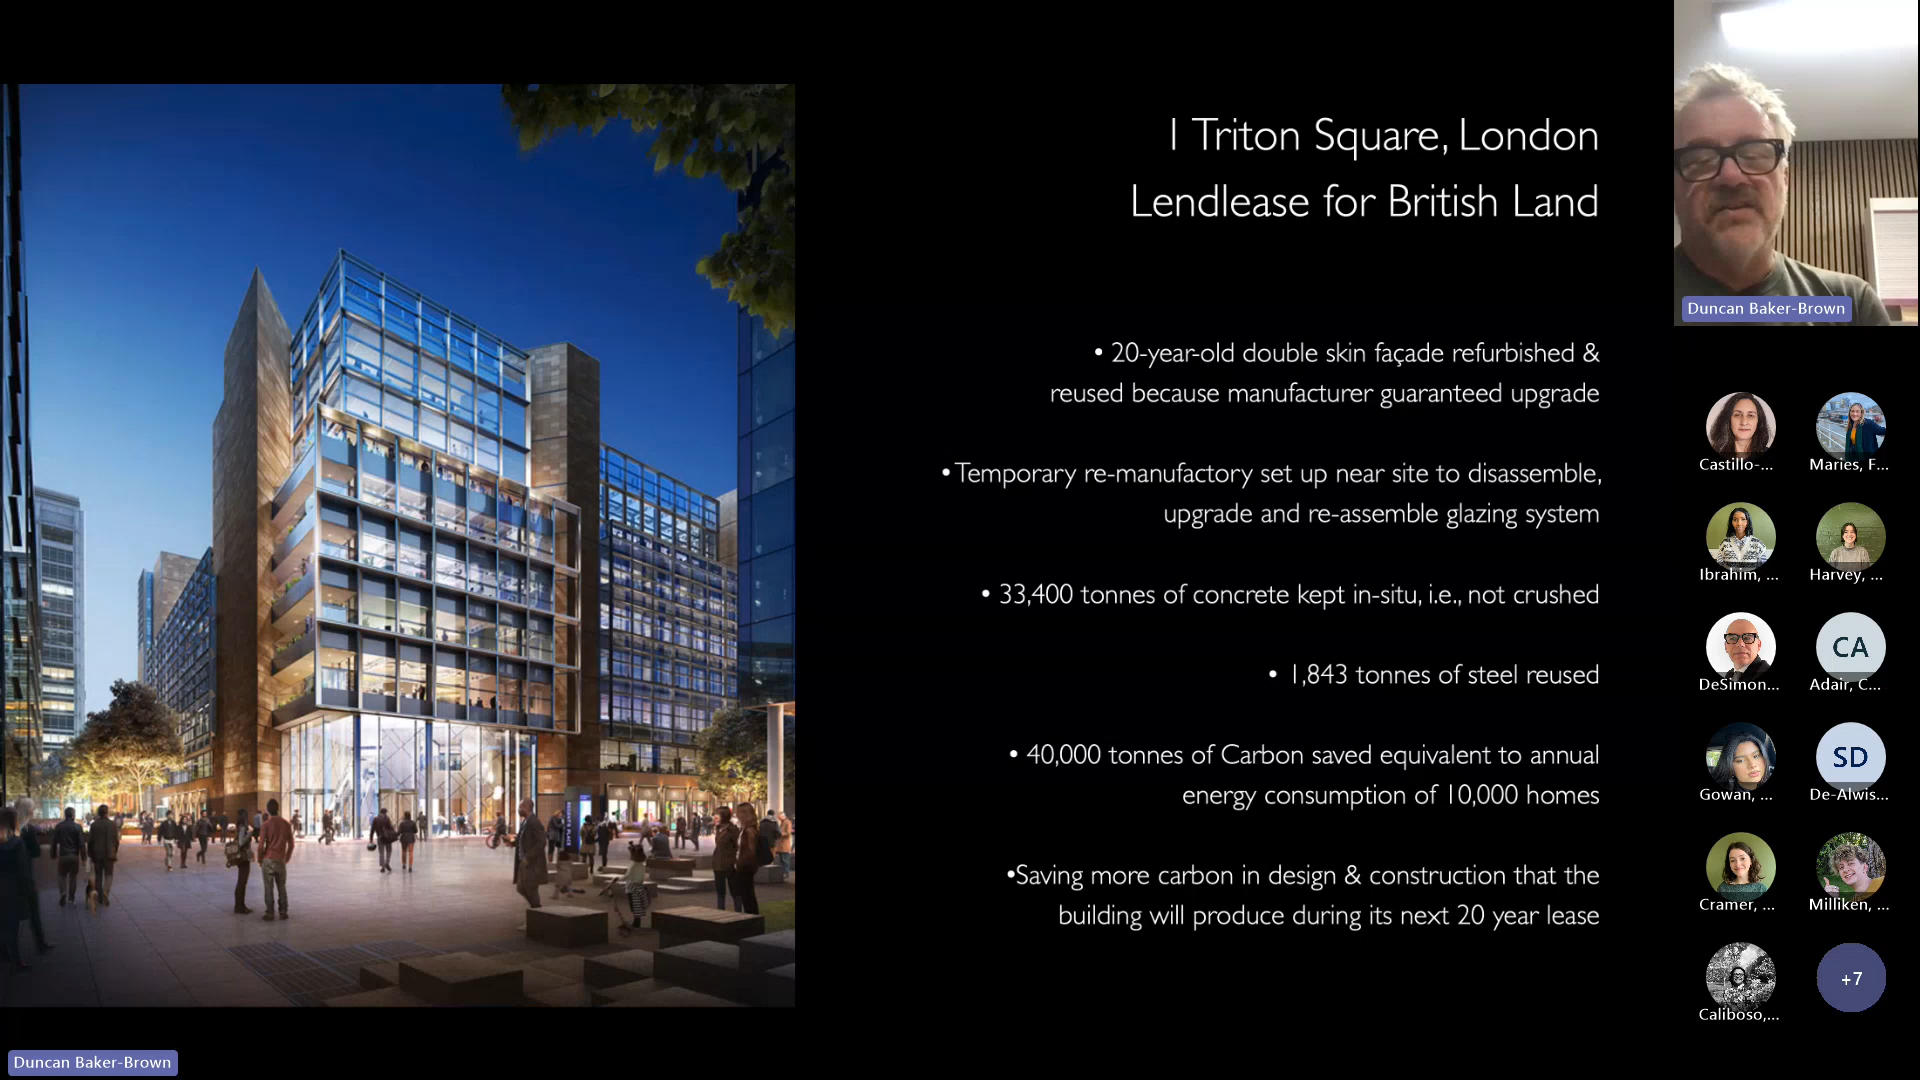 1 Triton Square, London
Lendlease for British Land
• 20-year-old double skin façade refurbished &
reused because manufacturer guaranteed upgrade
• Temporary re-manufactory set up near site to disassemble,
upgrade and re-assemble glazing system
• 33,400 tonnes of concrete kept in-situ, i.e., not crushed
• 1,843 tonnes of steel reused
• 40,000 tonnes of Carbon saved equivalent to annual
energy consumption of 10,000 homes
•Saving more carbon in design & construction that the
building will produce during its next 20 year lease
Duncan Baker-Brown
Castillo-...
Maries, F...
Ibrahim, ...
Harvey, ...
DeSimon...
CA
Adair, C...
Gowan, ...
SD
De-Alwis...
Cramer, ...
Milliken, ...
Caliboso,...
+7
Duncan Baker-Brown